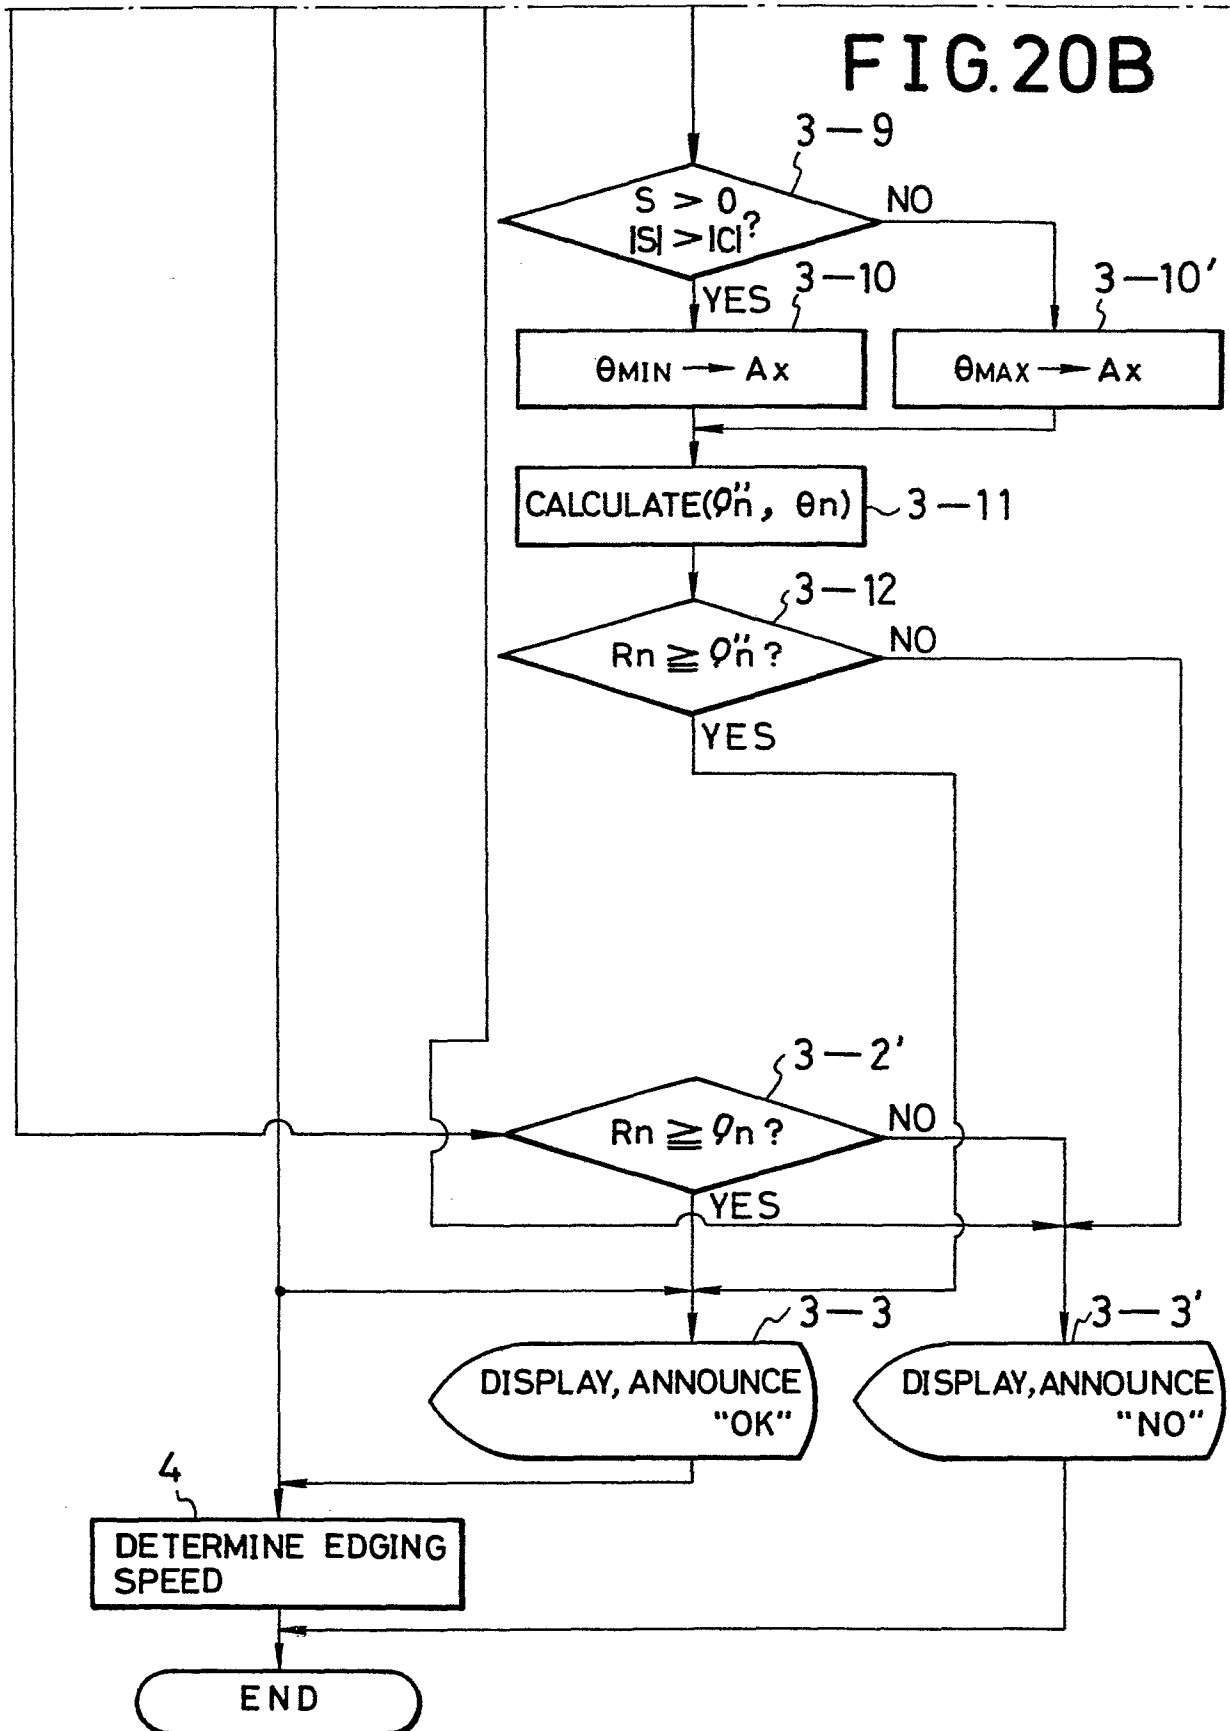 FIG.20B
3—9
S > 0
|S| > |C| ?
NO
YES
3—10
3—10'
θMIN → Ax
θMAX → Ax
CALCULATE(ρ"n, θn)
3—11
3—12
Rn ≧ ρ"n ?
NO
YES
3—2'
Rn ≧ ρn ?
NO
YES
3—3
3—3'
DISPLAY, ANNOUNCE
"OK"
DISPLAY, ANNOUNCE
"NO"
4
DETERMINE EDGING
SPEED
END